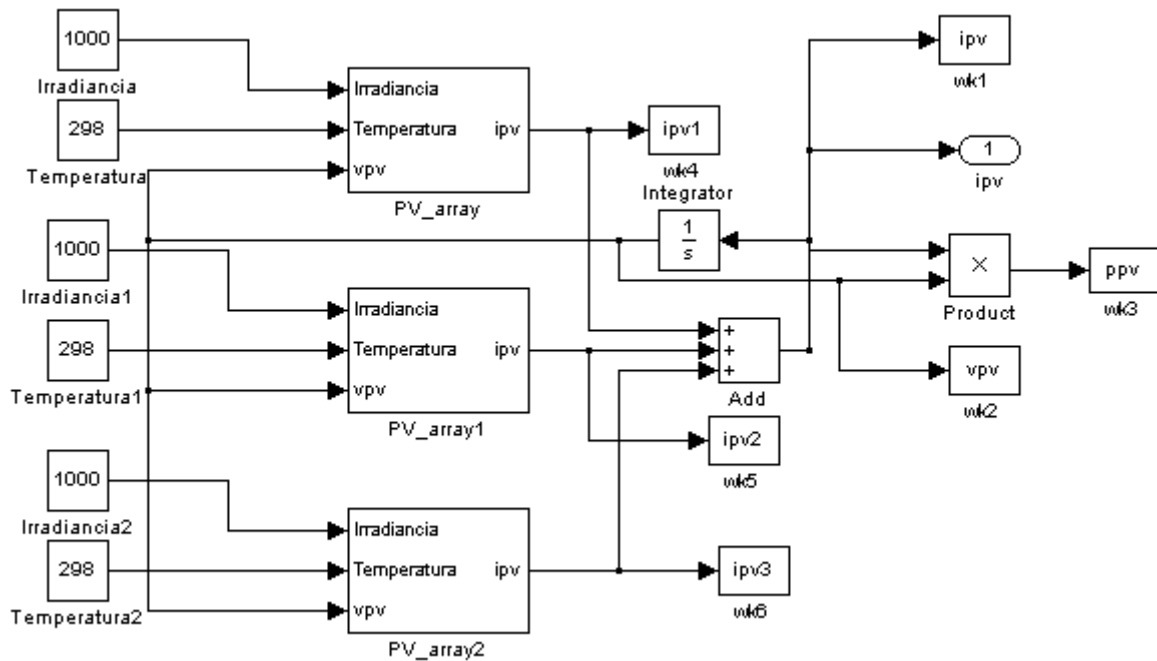 1000
Irradiancia
298
Temperatura
Irradiancia
Temperatura
vpv
ipv
PV_array
ipv1
wk4
ipv
wk1
1
ipv
Integrator
1
s
1000
Irradiancia1
298
Temperatura1
Irradiancia
Temperatura
vpv
ipv
PV_array1
+
+
+
Add
×
Product
ppv
wk3
vpv
wk2
ipv2
wk5
1000
Irradiancia2
298
Temperatura2
Irradiancia
Temperatura
vpv
ipv
PV_array2
ipv3
wk6